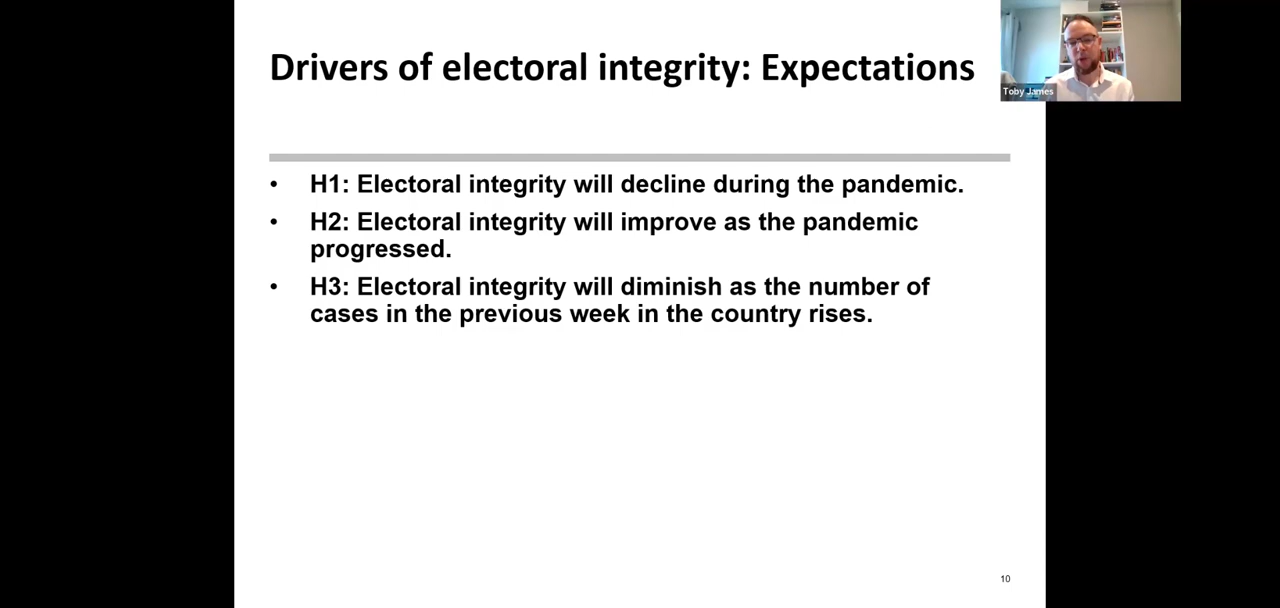 Drivers of electoral integrity: Expectations
Toby James
• H1: Electoral integrity will decline during the pandemic.
• H2: Electoral integrity will improve as the pandemic
progressed.
• H3: Electoral integrity will diminish as the number of
cases in the previous week in the country rises.
10